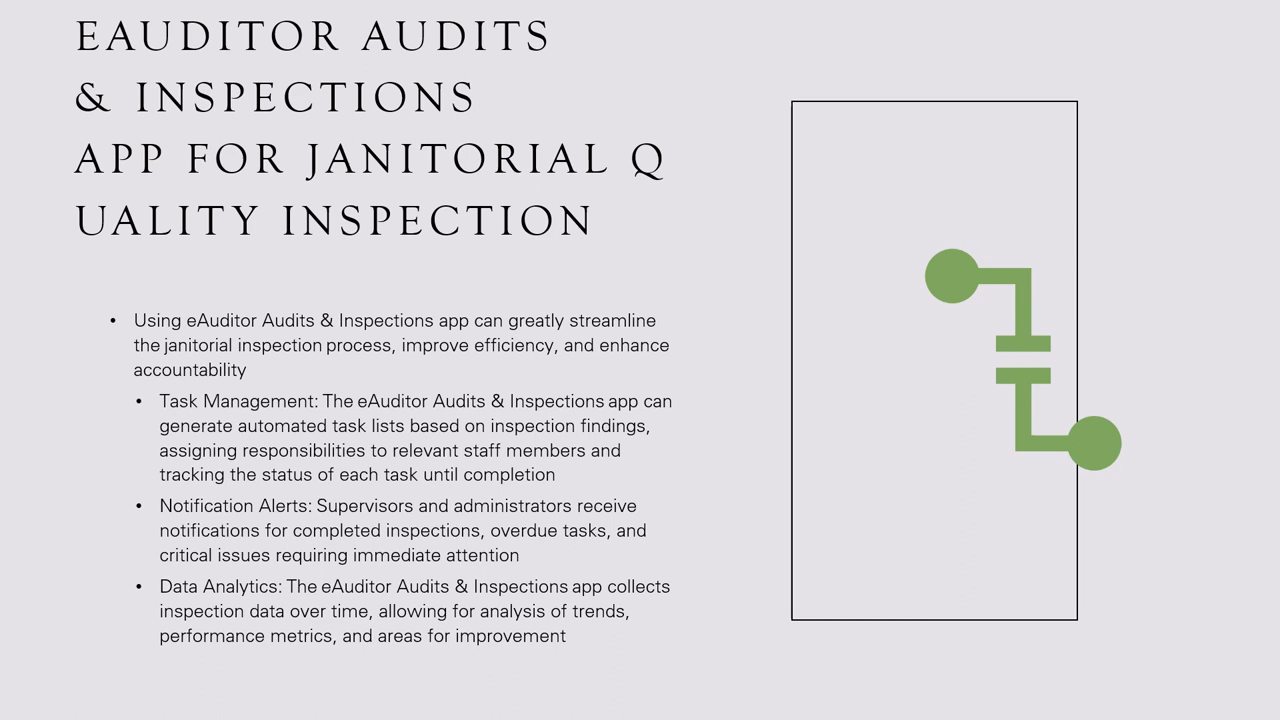 EAUDITOR AUDITS
& INSPECTIONS
APP FOR JANITORIAL Q
UALITY INSPECTION
• Using eAuditor Audits & Inspections app can greatly streamline
the janitorial inspection process, improve efficiency, and enhance
accountability
• Task Management: The eAuditor Audits & Inspections app can
generate automated task lists based on inspection findings,
assigning responsibilities to relevant staff members and
tracking the status of each task until completion
• Notification Alerts: Supervisors and administrators receive
notifications for completed inspections, overdue tasks, and
critical issues requiring immediate attention
• Data Analytics: The eAuditor Audits & Inspections app collects
inspection data over time, allowing for analysis of trends,
performance metrics, and areas for improvement